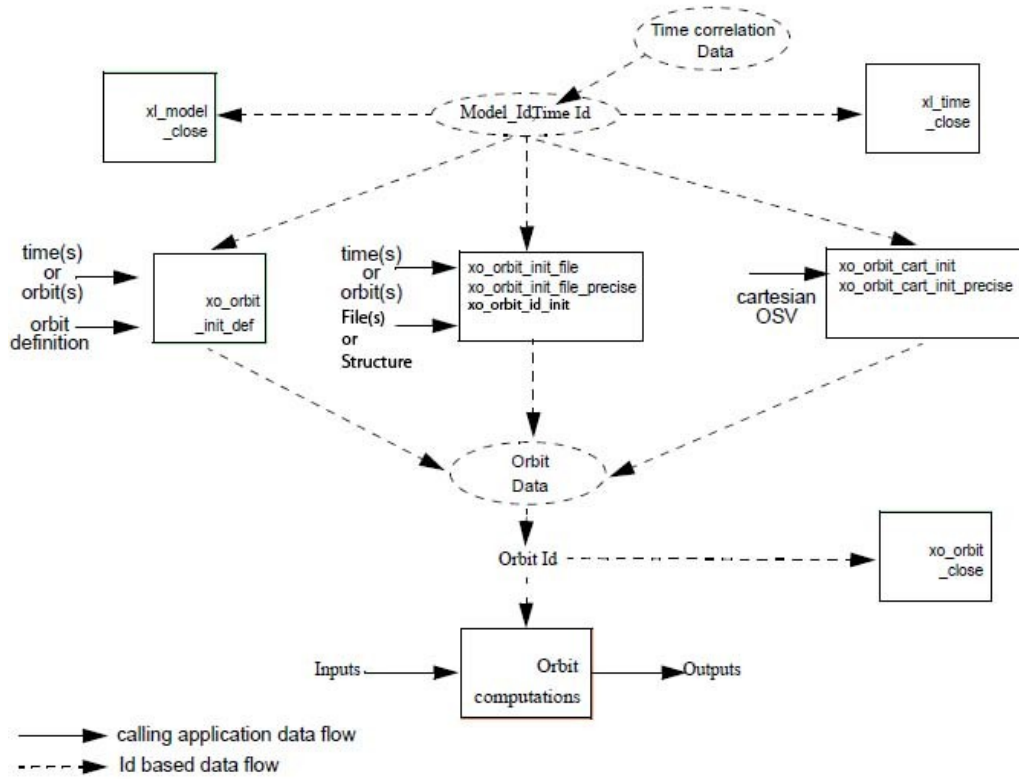 Time correlation
Data
xl_model
_close
Model_Id,Time Id
xl_time
_close
time(s)
or
orbit(s)
orbit
definition
xo_orbit
_init_def
time(s)
or
orbit(s)
File(s)
or
Structure
xo_orbit_init_file
xo_orbit_init_file_precise
xo_orbit_id_init
cartesian
OSV
xo_orbit_cart_init
xo_orbit_cart_init_precise
Orbit
Data
Orbit Id
xo_orbit
_close
Inputs
Orbit
computations
Outputs
calling application data flow
Id based data flow